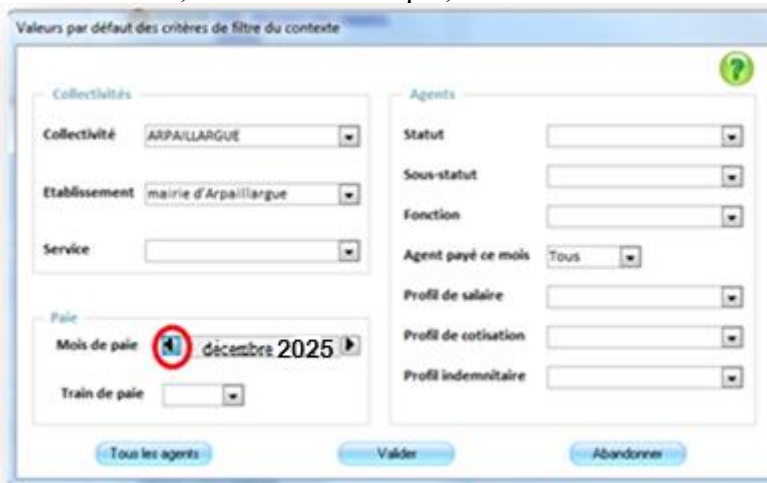 Valeurs par défaut des critères de filtre du contexte
Collectivités
Collectivité ARPAILLARGUE
Etablissement mairie d'Arpaillargue
Service
Paie
Mois de paie décembre 2025
Train de paie
Agents
Statut
Sous-statut
Fonction
Agent payé ce mois Tous
Profil de salaire
Profil de cotisation
Profil indemnitaire
Tous les agents Valider Abandonner